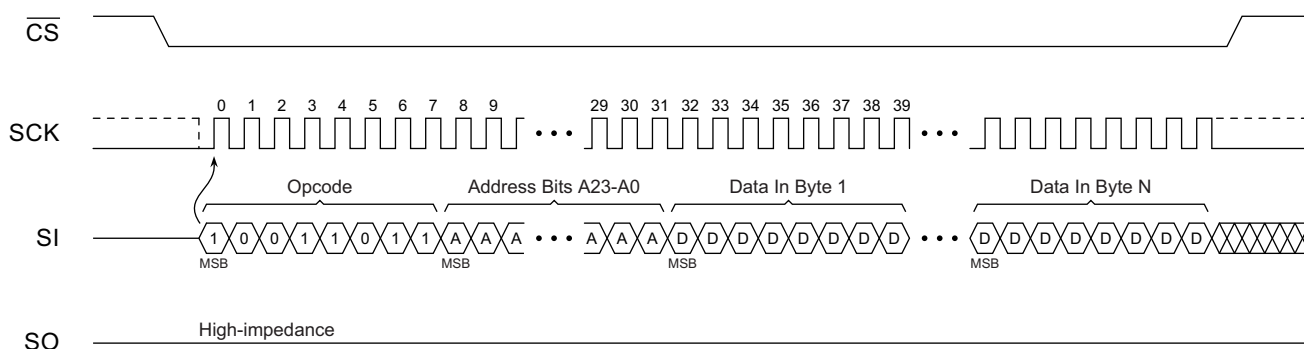 CS
0 1 2 3 4 5 6 7 8 9 29 30 31 32 33 34 35 36 37 38 39
SCK • • • • • •
Opcode Address Bits A23-A0 Data In Byte 1 Data In Byte N
SI 1 0 0 1 1 0 1 1 A A A • • • A A A D D D D D D D D • • • D D D D D D D D
MSB MSB MSB MSB
High-impedance
SO